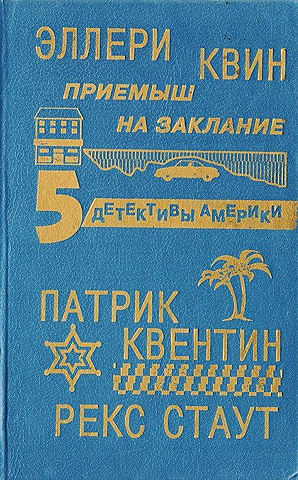 ЭЛЛЕРИ
КВИН
ПРИЕМЫШ
НА ЗАКЛАНИЕ
5
ДЕТЕКТИВЫ АМЕРИКИ
ПАТРИК
КВЕНТИН
РЕКС СТАУТ